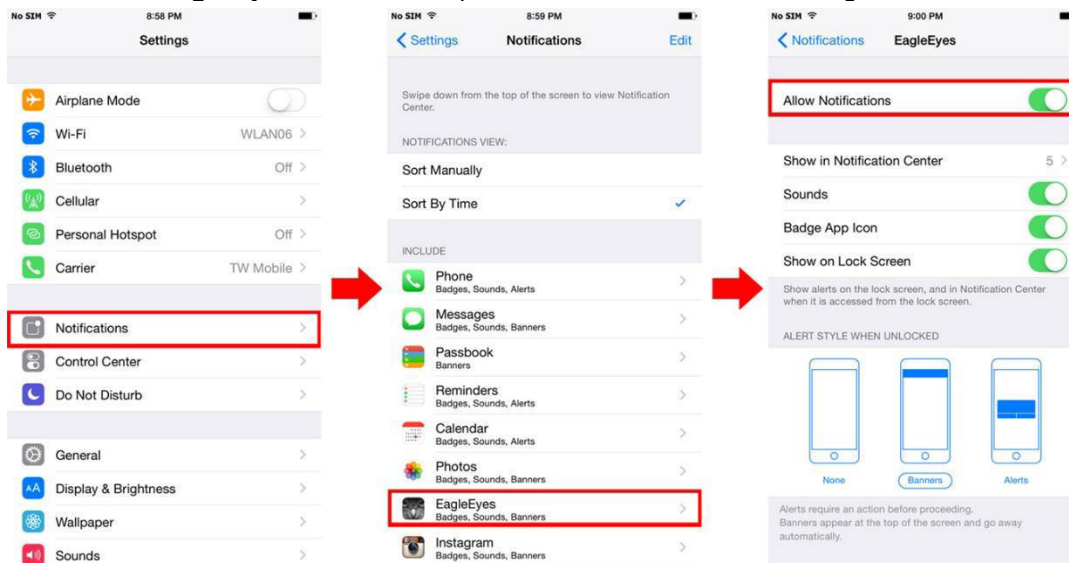 No SIM 8:58 PM
Settings
Airplane Mode
Wi-Fi WLAN06
Bluetooth Off
Cellular
Personal Hotspot Off
Carrier TW Mobile
Notifications
Control Center
Do Not Disturb
General
AA Display & Brightness
Wallpaper
Sounds
No SIM 8:59 PM
Settings Notifications Edit
Swipe down from the top of the screen to view Notification
Center.
NOTIFICATIONS VIEW:
Sort Manually
Sort By Time
INCLUDE
Phone
Badges, Sounds, Alerts
Messages
Badges, Sounds, Banners
Passbook
Banners
Reminders
Badges, Sounds, Alerts
Calendar
Badges, Sounds, Alerts
Photos
Badges, Sounds, Banners
EagleEyes
Badges, Sounds, Banners
Instagram
Badges, Sounds, Banners
No SIM 9:00 PM
Notifications EagleEyes
Allow Notifications
Show in Notification Center 5
Sounds
Badge App Icon
Show on Lock Screen
Show alerts on the lock screen, and in Notification Center
when it is accessed from the lock screen.
ALERT STYLE WHEN UNLOCKED
None Banners Alerts
Alerts require an action before proceeding.
Banners appear at the top of the screen and go away
automatically.